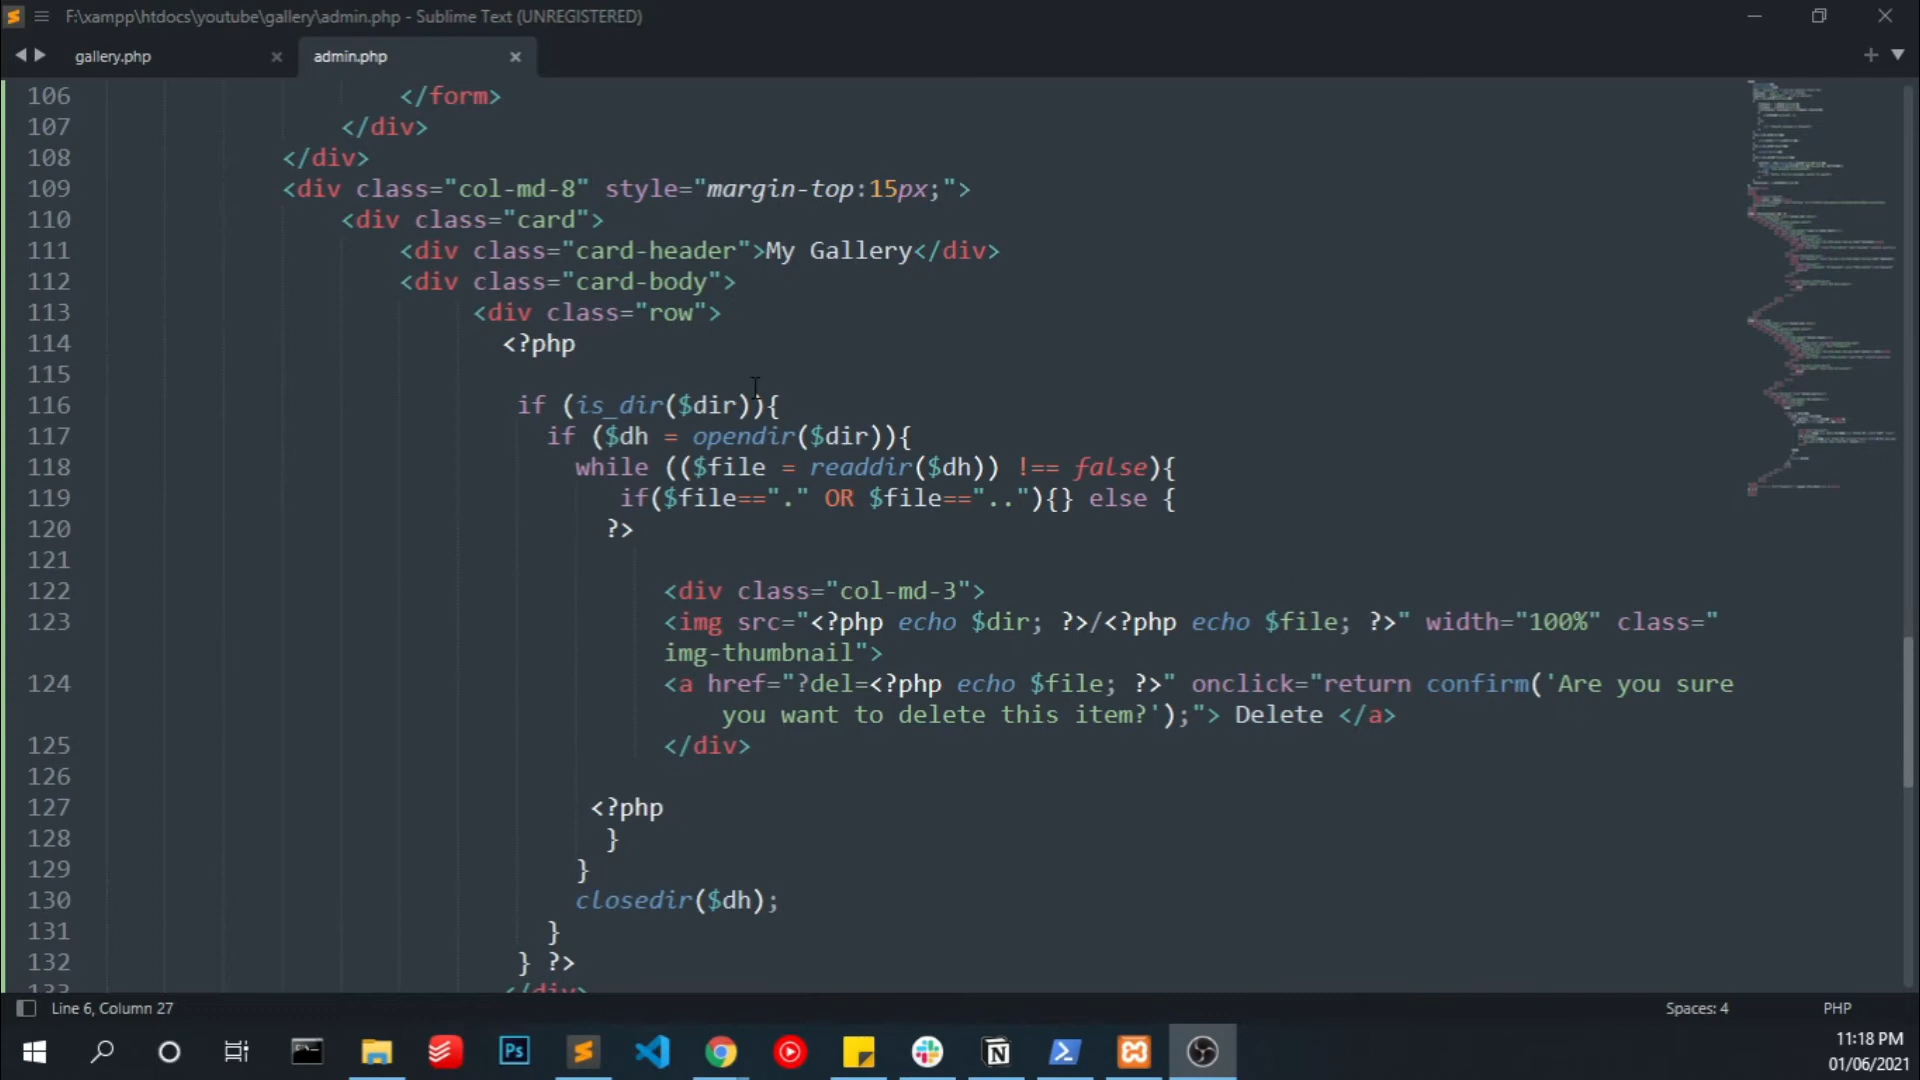 F:\xampp\htdocs\youtube\gallery\admin.php - Sublime Text (UNREGISTERED)
gallery.php
admin.php
106 </form>
107 </div>
108 </div>
109 <div class="col-md-8" style="margin-top:15px;">
110 <div class="card">
111 <div class="card-header">My Gallery</div>
112 <div class="card-body">
113 <div class="row">
114 <?php
115
116 if (is_dir($dir)){
117 if ($dh = opendir($dir)){
118 while (($file = readdir($dh)) !== false){
119 if($file=="." OR $file==".."){} else {
120 ?>
121
122 <div class="col-md-3">
123 <img src="<?php echo $dir; ?>/<?php echo $file; ?>" width="100%" class="
img-thumbnail">
124 <a href="?del=<?php echo $file; ?>" onclick="return confirm('Are you sure
you want to delete this item?');"> Delete </a>
125 </div>
126
127 <?php
128 }
129 }
130 closedir($dh);
131 }
132 } ?>
133 </div>
Line 6, Column 27
Spaces: 4
PHP
Ps
11:18 PM
01/06/2021